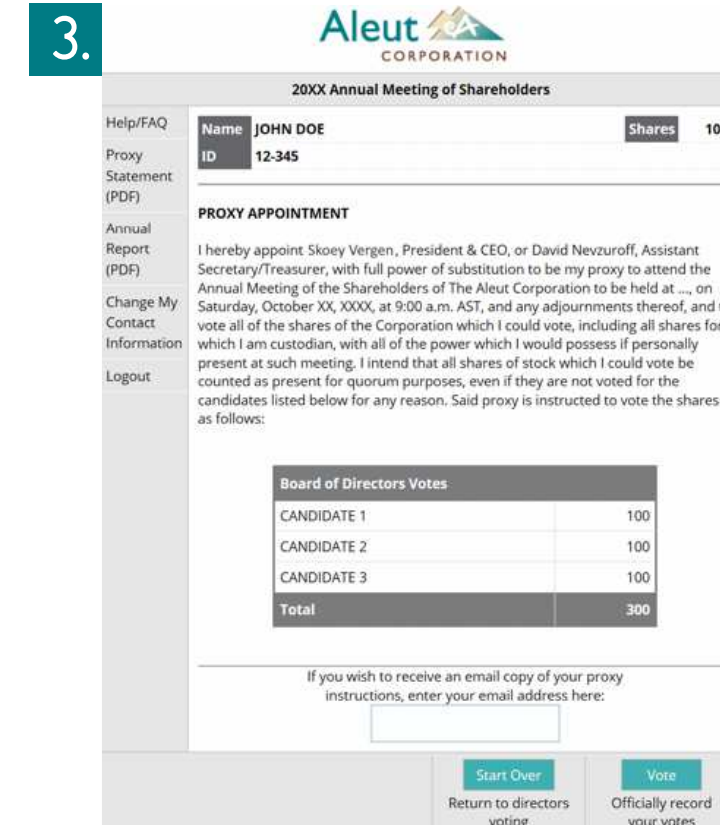 3.
Aleut
CORPORATION
20XX Annual Meeting of Shareholders
Help/FAQ
Proxy
Statement
(PDF)
Annual
Report
(PDF)
Change My
Contact
Information
Logout
Name JOHN DOE Shares 10
ID 12-345
PROXY APPOINTMENT
I hereby appoint Skoey Vergen, President & CEO, or David Nevzuroff, Assistant
Secretary/Treasurer, with full power of substitution to be my proxy to attend the
Annual Meeting of the Shareholders of The Aleut Corporation to be held at ..., on
Saturday, October XX, XXXX, at 9:00 a.m. AST, and any adjournments thereof, and
vote all of the shares of the Corporation which I could vote, including all shares for
which I am custodian, with all of the power which I would possess if personally
present at such meeting. I intend that all shares of stock which I could vote be
counted as present for quorum purposes, even if they are not voted for the
candidates listed below for any reason. Said proxy is instructed to vote the shares
as follows:
Board of Directors Votes
CANDIDATE 1 100
CANDIDATE 2 100
CANDIDATE 3 100
Total 300
If you wish to receive an email copy of your proxy
instructions, enter your email address here:
Start Over
Return to directors
voting
Vote
Officially record
your votes